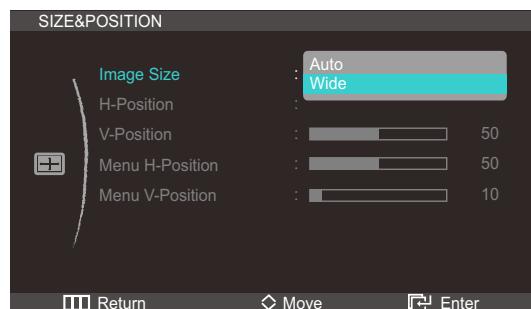 SIZE&POSITION
Image Size : Auto
Wide
H-Position :
V-Position : 50
Menu H-Position : 50
Menu V-Position : 10
Return Move Enter